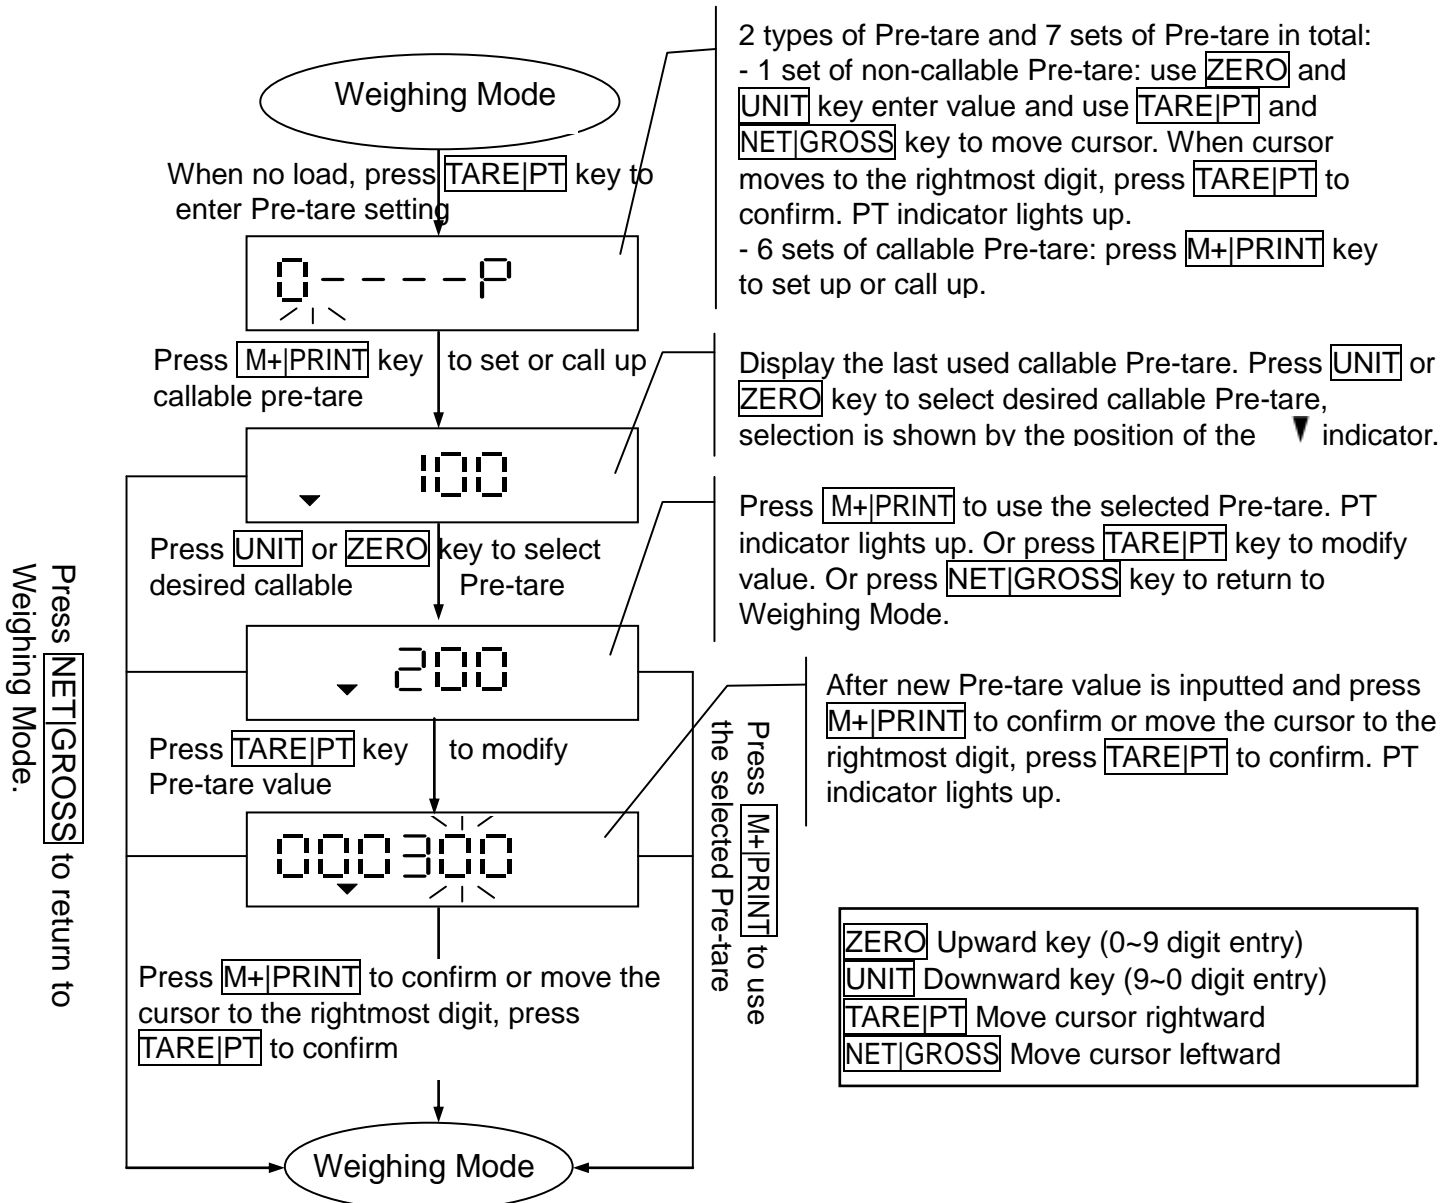 Weighing Mode
When no load, press TARE|PT key to
enter Pre-tare setting
0----P
Press M+|PRINT key to set or call up
callable pre-tare
100
Press UNIT or ZERO key to select
desired callable Pre-tare
200
Press TARE|PT key to modify
Pre-tare value
000300
Press M+|PRINT to confirm or move the
cursor to the rightmost digit, press
TARE|PT to confirm
Weighing Mode
Press NET|GROSS to return to
Weighing Mode.
Press M+|PRINT to use
the selected Pre-tare
2 types of Pre-tare and 7 sets of Pre-tare in total:
- 1 set of non-callable Pre-tare: use ZERO and
UNIT key enter value and use TARE|PT and
NET|GROSS key to move cursor. When cursor
moves to the rightmost digit, press TARE|PT to
confirm. PT indicator lights up.
- 6 sets of callable Pre-tare: press M+|PRINT key
to set up or call up.
Display the last used callable Pre-tare. Press UNIT or
ZERO key to select desired callable Pre-tare,
selection is shown by the position of the ▼ indicator.
Press M+|PRINT to use the selected Pre-tare. PT
indicator lights up. Or press TARE|PT key to modify
value. Or press NET|GROSS key to return to
Weighing Mode.
After new Pre-tare value is inputted and press
M+|PRINT to confirm or move the cursor to the
rightmost digit, press TARE|PT to confirm. PT
indicator lights up.
ZERO Upward key (0~9 digit entry)
UNIT Downward key (9~0 digit entry)
TARE|PT Move cursor rightward
NET|GROSS Move cursor leftward